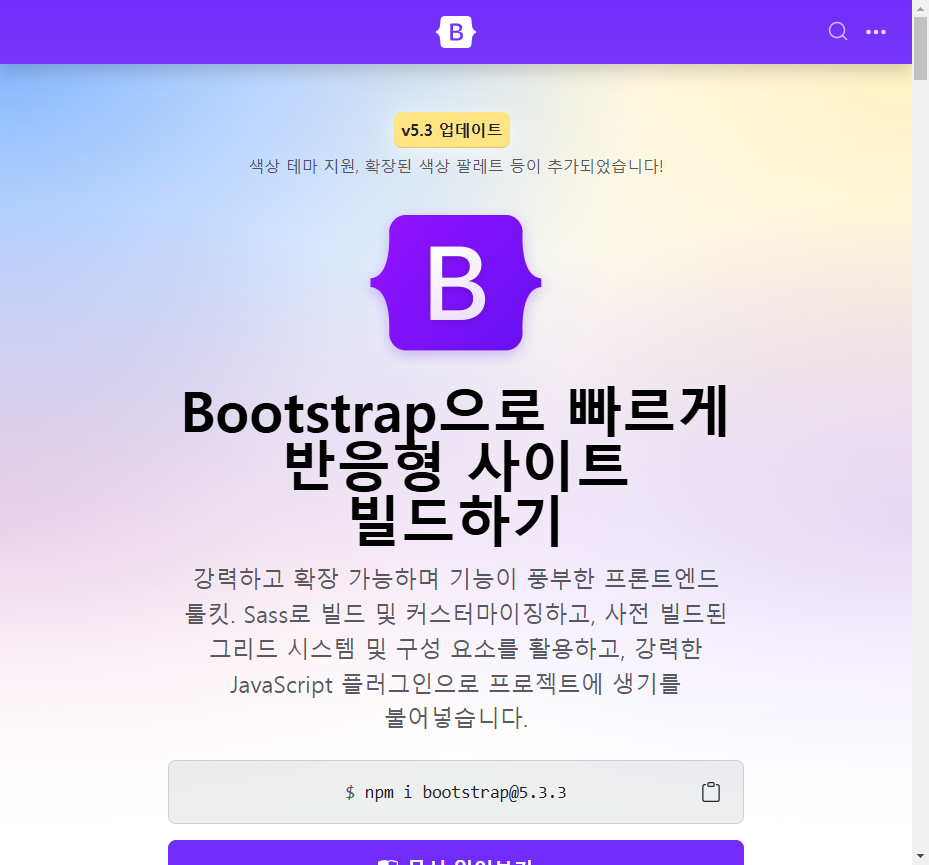 B
v5.3 업데이트
색상 테마 지원, 확장된 색상 팔레트 등이 추가되었습니다!
B
Bootstrap으로 빠르게
반응형 사이트
빌드하기
강력하고 확장 가능하며 기능이 풍부한 프론트엔드
툴킷. Sass로 빌드 및 커스터마이징하고, 사전 빌드된
그리드 시스템 및 구성 요소를 활용하고, 강력한
JavaScript 플러그인으로 프로젝트에 생기를
불어넣습니다.
$ npm i bootstrap@5.3.3